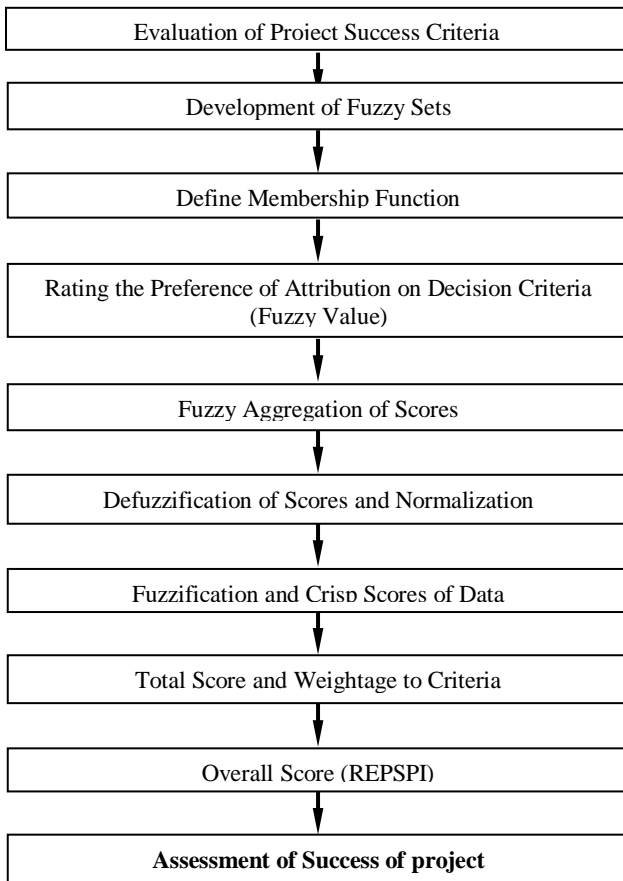 Evaluation of Project Success Criteria
Development of Fuzzy Sets
Define Membership Function
Rating the Preference of Attribution on Decision Criteria
(Fuzzy Value)
Fuzzy Aggregation of Scores
Defuzzification of Scores and Normalization
Fuzzification and Crisp Scores of Data
Total Score and Weightage to Criteria
Overall Score (REPSPI)
Assessment of Success of project